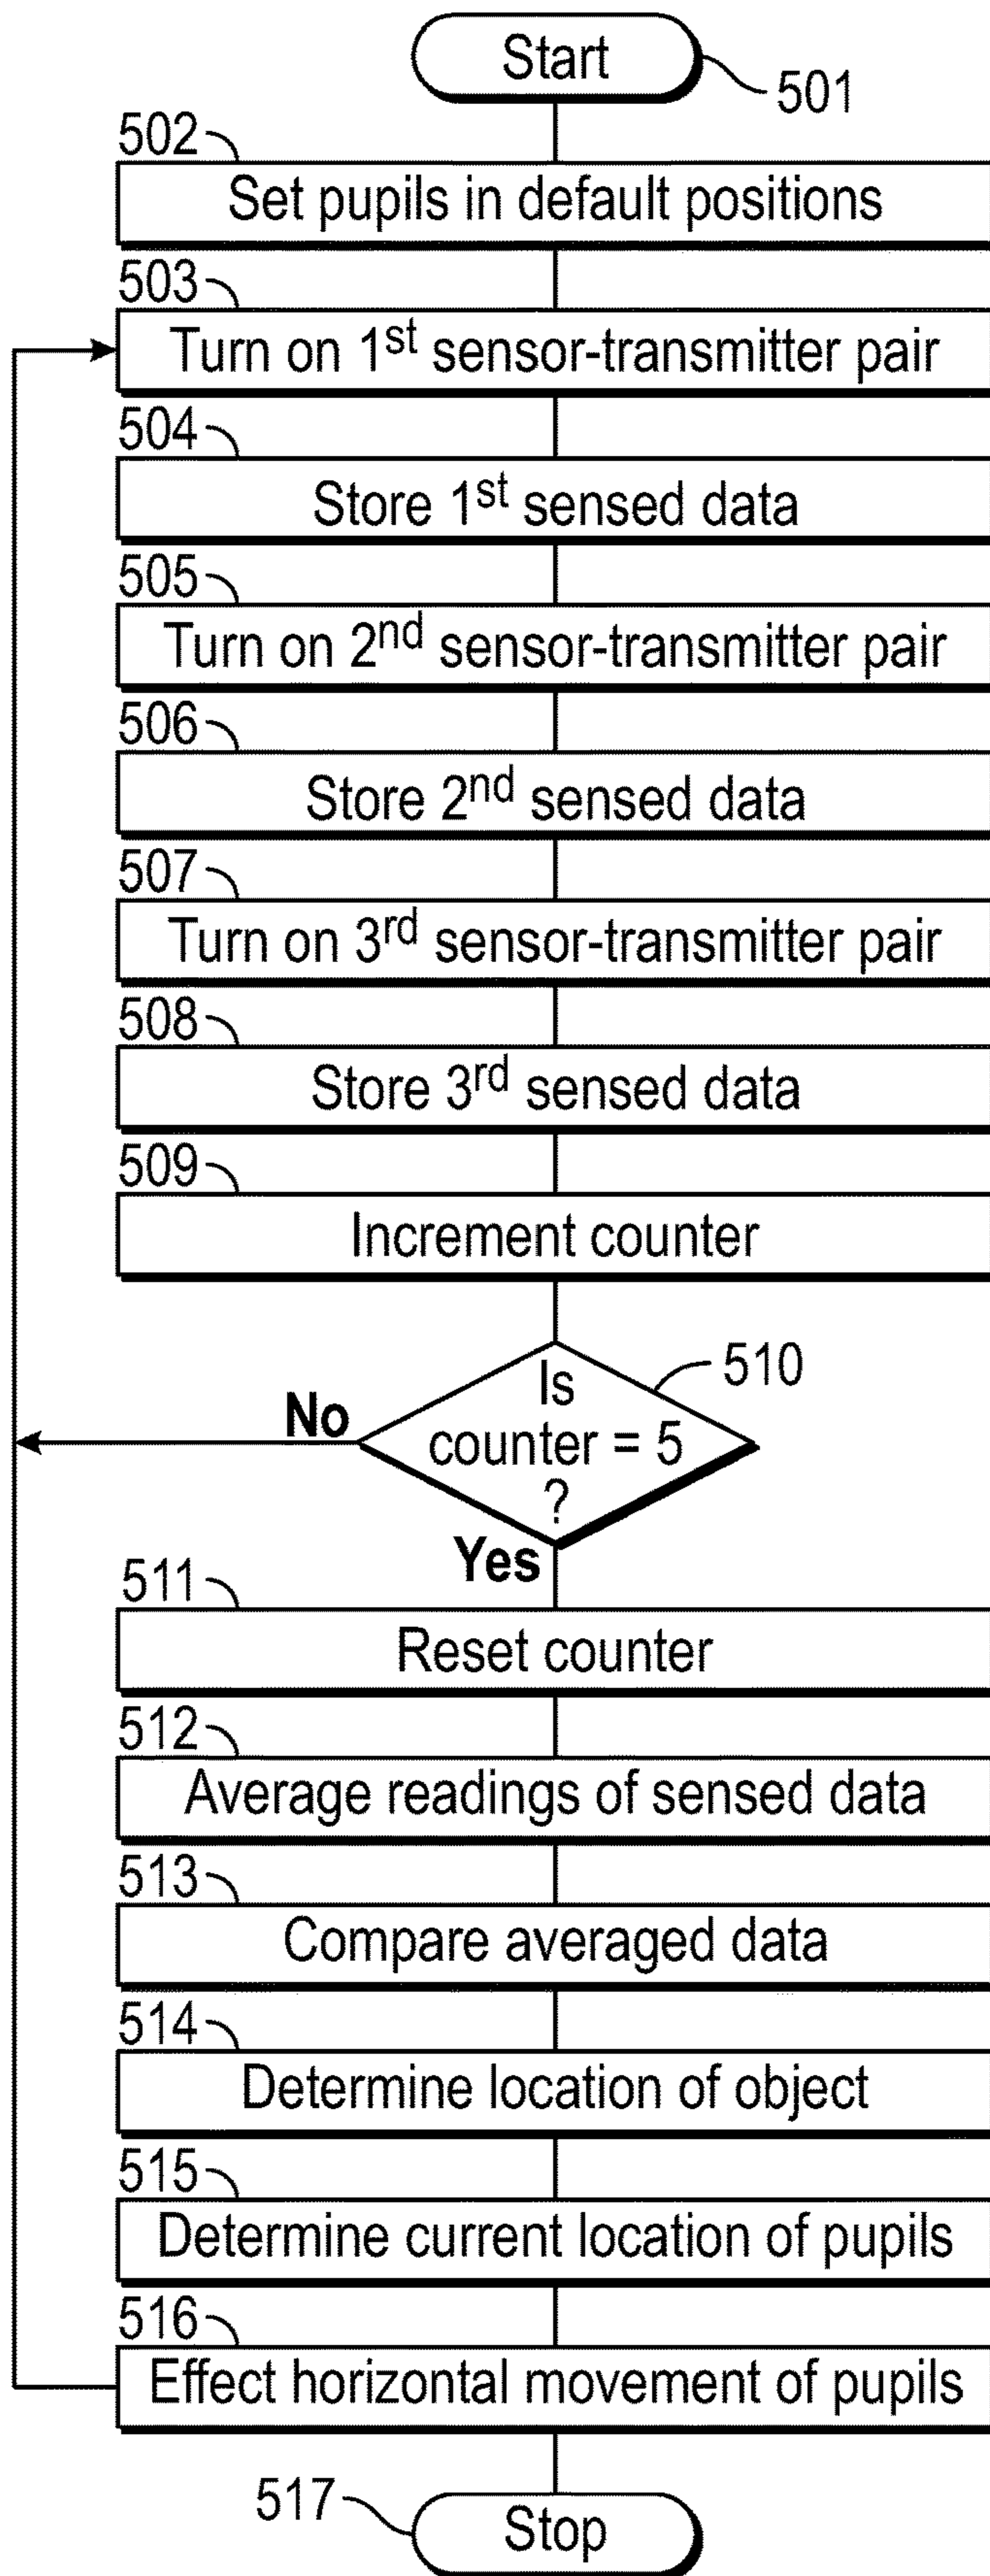 Start
501
502
Set pupils in default positions
503
Turn on 1st sensor-transmitter pair
504
Store 1st sensed data
505
Turn on 2nd sensor-transmitter pair
506
Store 2nd sensed data
507
Turn on 3rd sensor-transmitter pair
508
Store 3rd sensed data
509
Increment counter
510
Is
counter = 5
?
No
Yes
511
Reset counter
512
Average readings of sensed data
513
Compare averaged data
514
Determine location of object
515
Determine current location of pupils
516
Effect horizontal movement of pupils
517
Stop